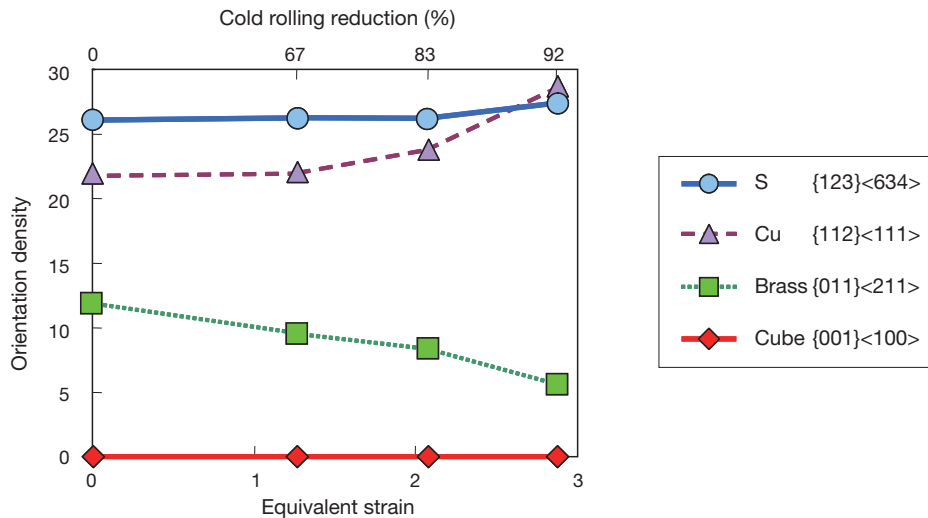 Cold rolling reduction (%)
0 67 83 92
30
25
20
15
10
5
0
Orientation density
0 1 2 3
Equivalent strain
S {123}<634>
Cu {112}<111>
Brass {011}<211>
Cube {001}<100>